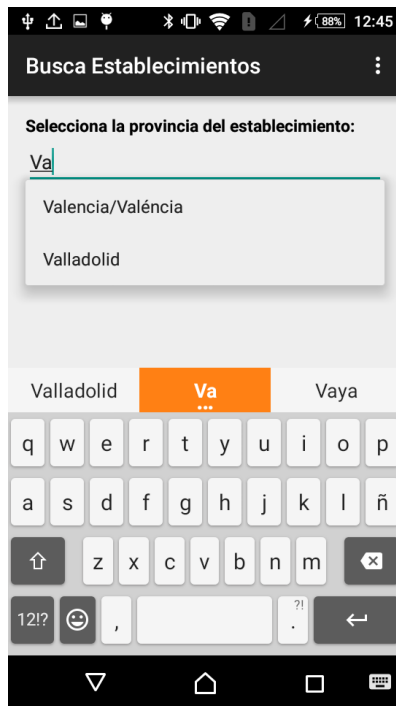 88% 12:45
Busca Establecimientos
Selecciona la provincia del establecimiento:
Va
Valencia/Valéncia
Valladolid
Valladolid Va Vaya
q w e r t y u i o p
a s d f g h j k l ñ
z x c v b n m
12!? , ?! .